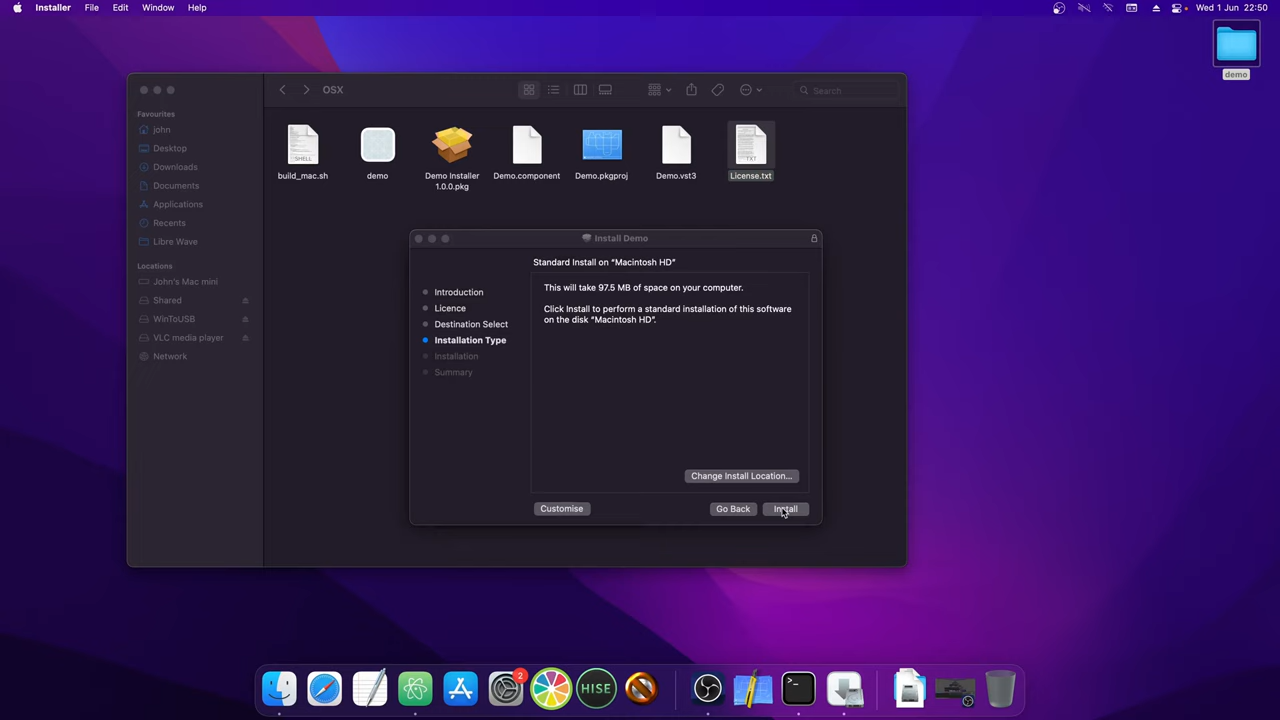 Installer File Edit Window Help
Wed 1 Jun 22:50
demo
OSX
Search
Favourites
john
Desktop
Downloads
Documents
Applications
Recents
Libre Wave
Locations
John's Mac mini
Shared
WinToUSB
VLC media player
Network
SHELL
build_mac.sh
demo
Demo Installer
1.0.0.pkg
Demo.component
Demo.pkgproj
Demo.vst3
TXT
License.txt
Install Demo
Standard Install on “Macintosh HD”
Introduction
Licence
Destination Select
Installation Type
Installation
Summary
This will take 97.5 MB of space on your computer.
Click Install to perform a standard installation of this software
on the disk “Macintosh HD”.
Change Install Location...
Customise
Go Back
Install
2
HISE
>_